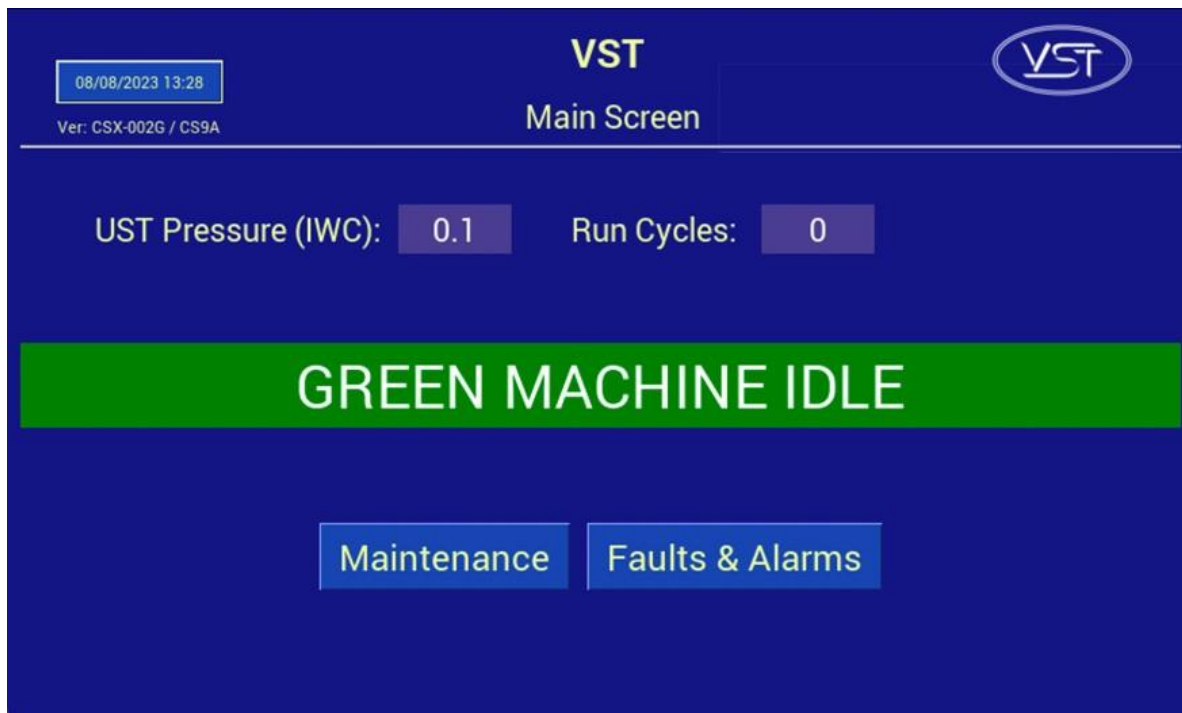 VST
VST
08/08/2023 13:28
Main Screen
Ver: CSX-002G / CS9A
UST Pressure (IWC): 0.1 Run Cycles: 0
GREEN MACHINE IDLE
Maintenance Faults & Alarms